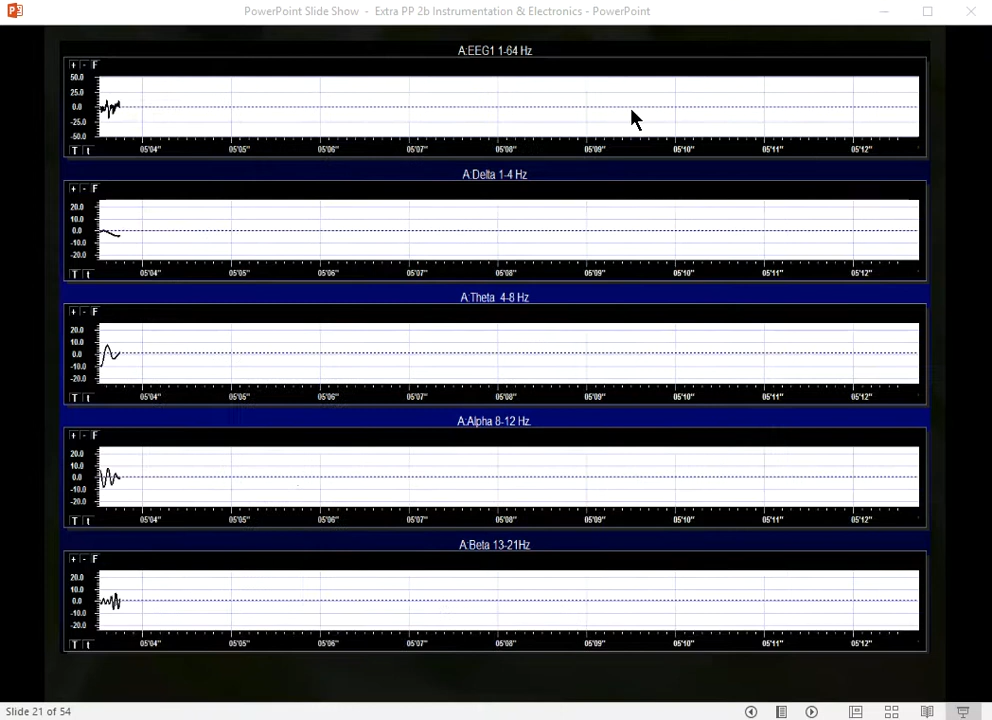 PowerPoint Slide Show - Extra PP 2b Instrumentation & Electronics - PowerPoint
A:EEG1 1-64 Hz
+ - F
50.0
25.0
0.0
-25.0
-50.0
T t 05'04" 05'05" 05'06" 05'07" 05'08" 05'09" 05'10" 05'11" 05'12"
A:Delta 1-4 Hz
+ - F
20.0
10.0
0.0
-10.0
-20.0
T t 05'04" 05'05" 05'06" 05'07" 05'08" 05'09" 05'10" 05'11" 05'12"
A:Theta 4-8 Hz
+ - F
20.0
10.0
0.0
-10.0
-20.0
T t 05'04" 05'05" 05'06" 05'07" 05'08" 05'09" 05'10" 05'11" 05'12"
A:Alpha 8-12 Hz.
+ - F
20.0
10.0
0.0
-10.0
-20.0
T t 05'04" 05'05" 05'06" 05'07" 05'08" 05'09" 05'10" 05'11" 05'12"
A:Beta 13-21Hz
+ - F
20.0
10.0
0.0
-10.0
-20.0
T t 05'04" 05'05" 05'06" 05'07" 05'08" 05'09" 05'10" 05'11" 05'12"
Slide 21 of 54